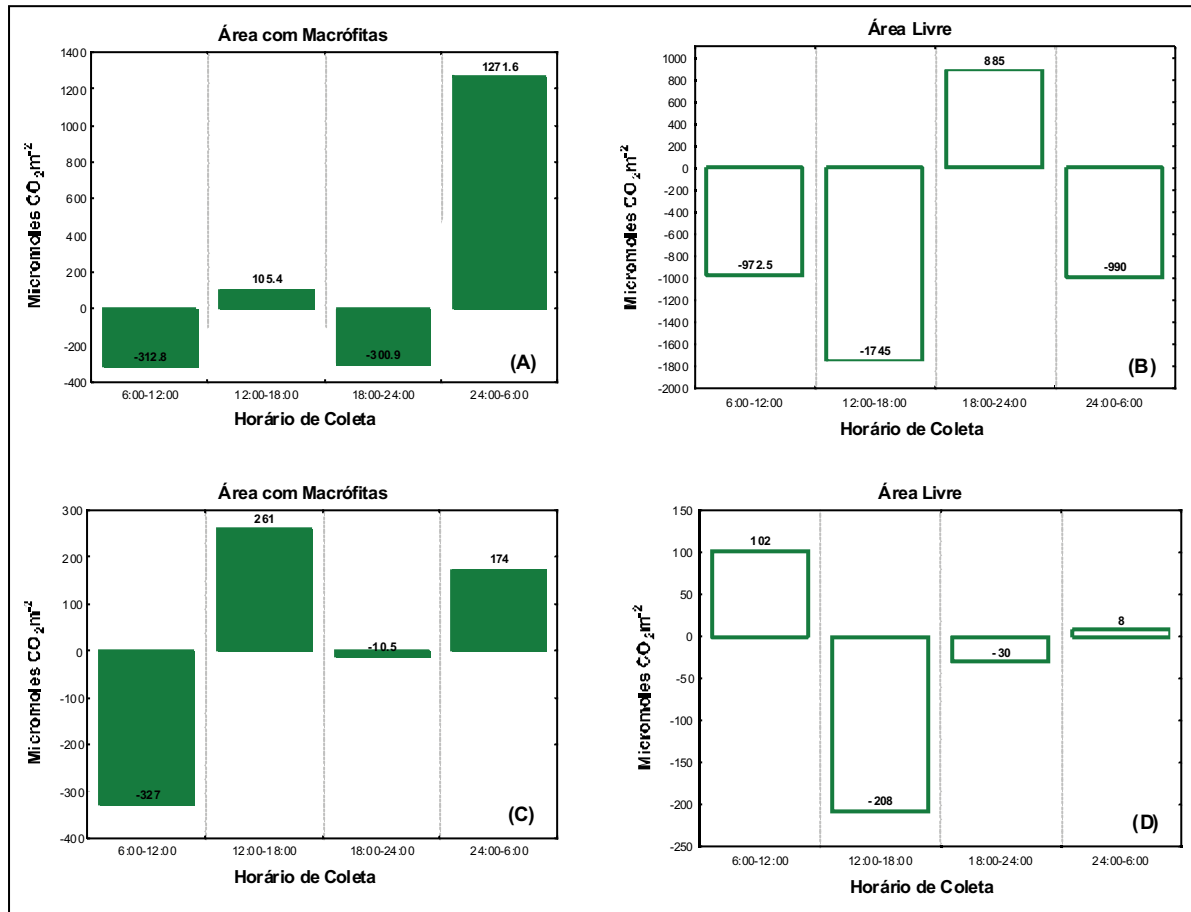 Área com Macrófitas
Micromolles CO₂m⁻²
1400
1200
1000
800
600
400
200
0
-200
-400
-312.8
105.4
-300.9
1271.6
(A)
6:00-12:00 12:00-18:00 18:00-24:00 24:00-6:00
Horário de Coleta
Área Livre
Micromolles CO₂m⁻²
1000
800
600
400
200
0
-200
-400
-600
-800
-1000
-1200
-1400
-1600
-1800
-2000
-972.5
-1745
885
-990
(B)
6:00-12:00 12:00-18:00 18:00-24:00 24:00-6:00
Horário de Coleta
Área com Macrófitas
Micromolles CO₂m⁻²
300
200
100
0
-100
-200
-300
-400
-327
261
-10.5
174
(C)
6:00-12:00 12:00-18:00 18:00-24:00 24:00-6:00
Horário de Coleta
Área Livre
Micromolles CO₂m⁻²
150
100
50
0
-50
-100
-150
-200
-250
102
-208
-30
8
(D)
6:00-12:00 12:00-18:00 18:00-24:00 24:00-6:00
Horário de Coleta